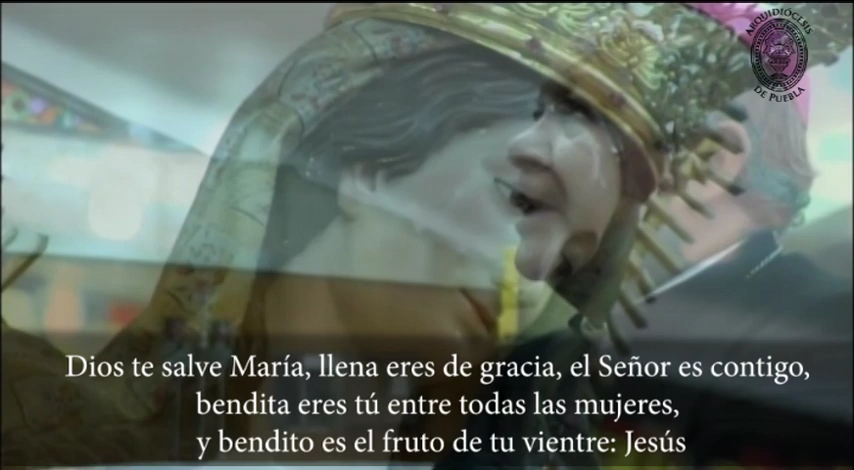 ARQUIDIÓCESIS
DE PUEBLA
Dios te salve María, llena eres de gracia, el Señor es contigo,
bendita eres tú entre todas las mujeres,
y bendito es el fruto de tu vientre: Jesús